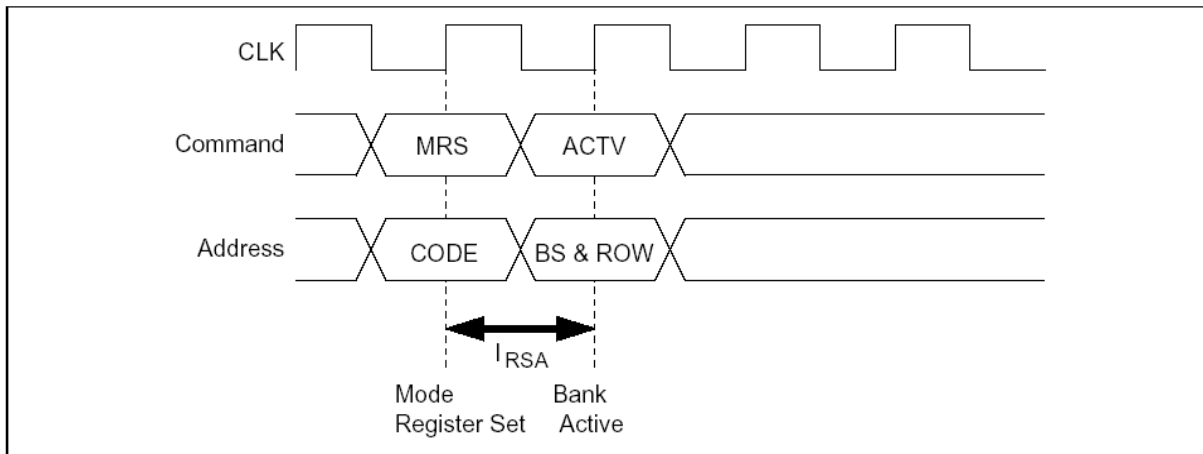 CLK
Command
MRS
ACTV
Address
CODE
BS & ROW
IRSA
Mode
Register Set
Bank
Active